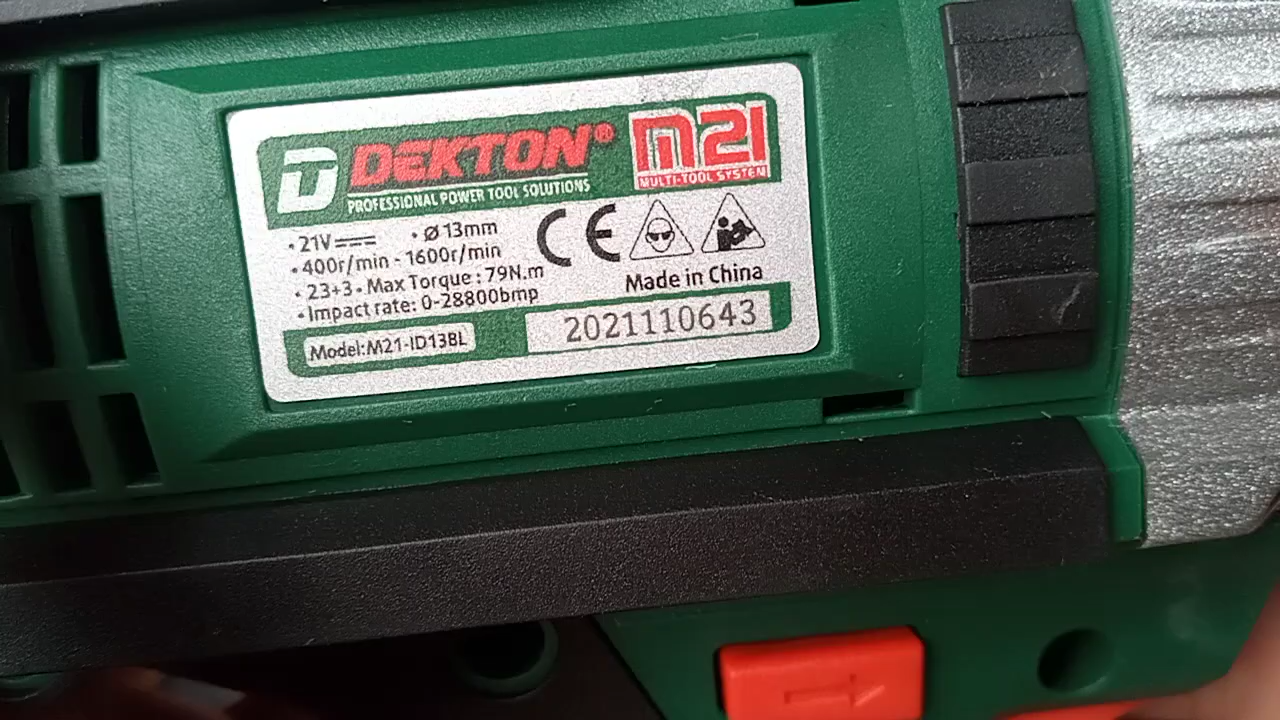 D DEKTON®
PROFESSIONAL POWER TOOL SOLUTIONS
M21
MULTI-TOOL SYSTEM
•21V⎓ •Ø13mm
•400r/min - 1600r/min
•23+3•Max Torque:79N.m
•Impact rate: 0-28800bmp
CE
Made in China
Model:M21-ID13BL
2021110643